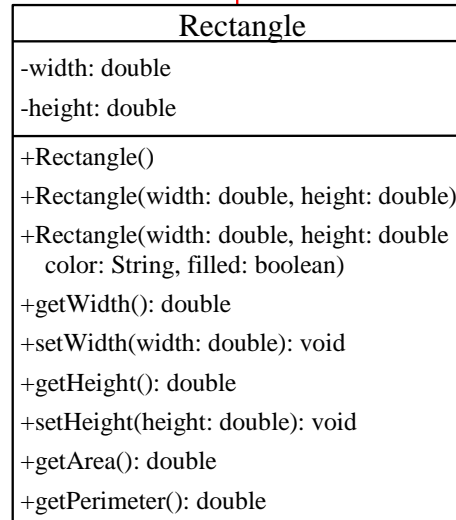 Rectangle
-width: double
-height: double
+Rectangle()
+Rectangle(width: double, height: double)
+Rectangle(width: double, height: double
color: String, filled: boolean)
+getWidth(): double
+setWidth(width: double): void
+getHeight(): double
+setHeight(height: double): void
+getArea(): double
+getPerimeter(): double